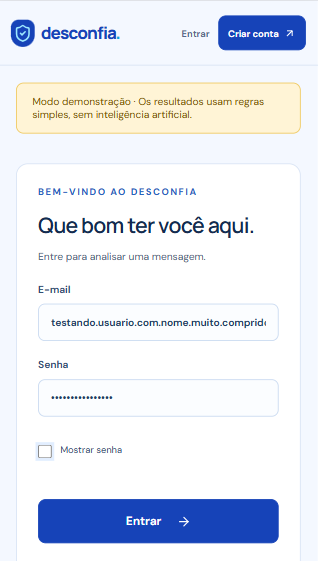 desconfia.
Entrar
Criar conta
Modo demonstração · Os resultados usam regras
simples, sem inteligência artificial.
BEM-VINDO AO DESCONFIA
Que bom ter você aqui.
Entre para analisar uma mensagem.
E-mail
testando.usuario.com.nome.muito.comprid
Senha
••••••••••••••••
Mostrar senha
Entrar